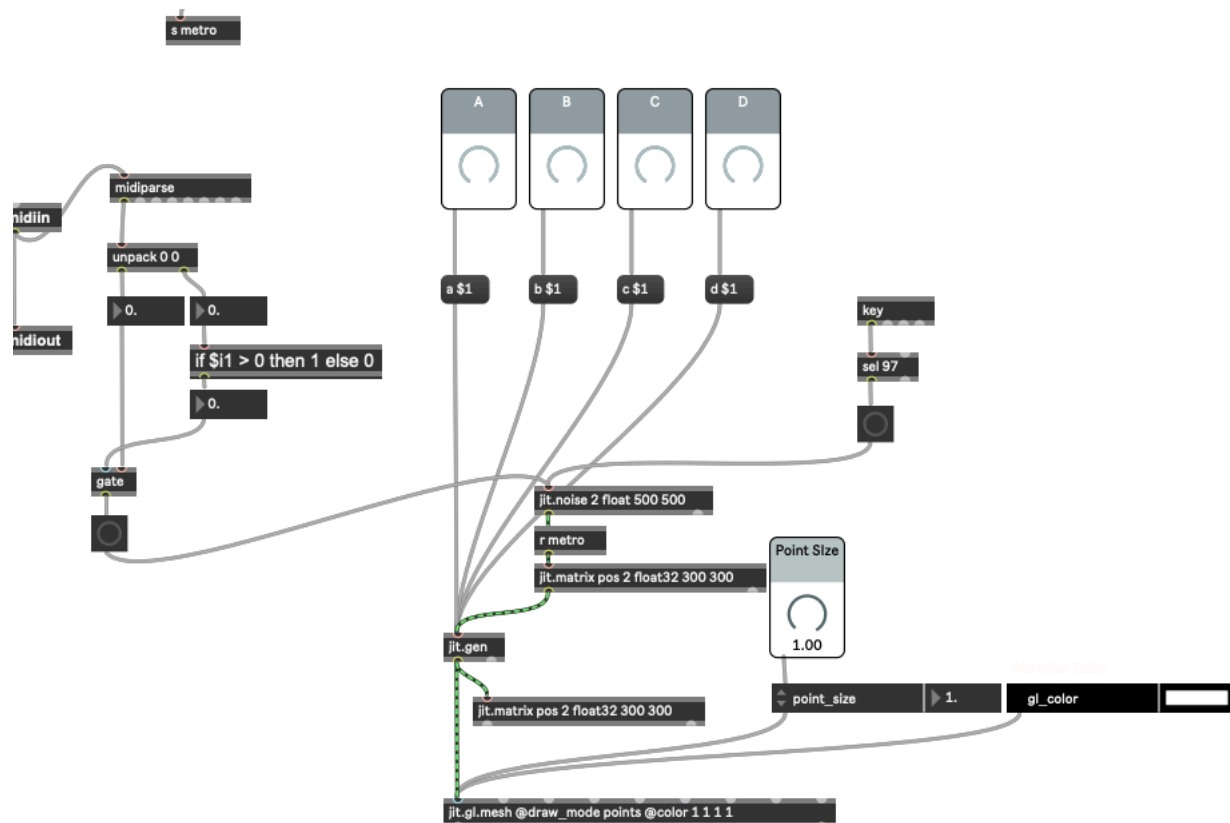 s metro
A B C D
midiparse
nidiin
unpack 0 0
a $1 b $1 c $1 d $1
0. 0.
key
nidiout
if $i1 > 0 then 1 else 0
sel 97
0.
gate
jit.noise 2 float 500 500
r metro
Point SIze
jit.matrix pos 2 float32 300 300
1.00
jit.gen
Attractor Color
point_size 1. gl_color
jit.matrix pos 2 float32 300 300
jit.gl.mesh @draw_mode points @color 1 1 1 1